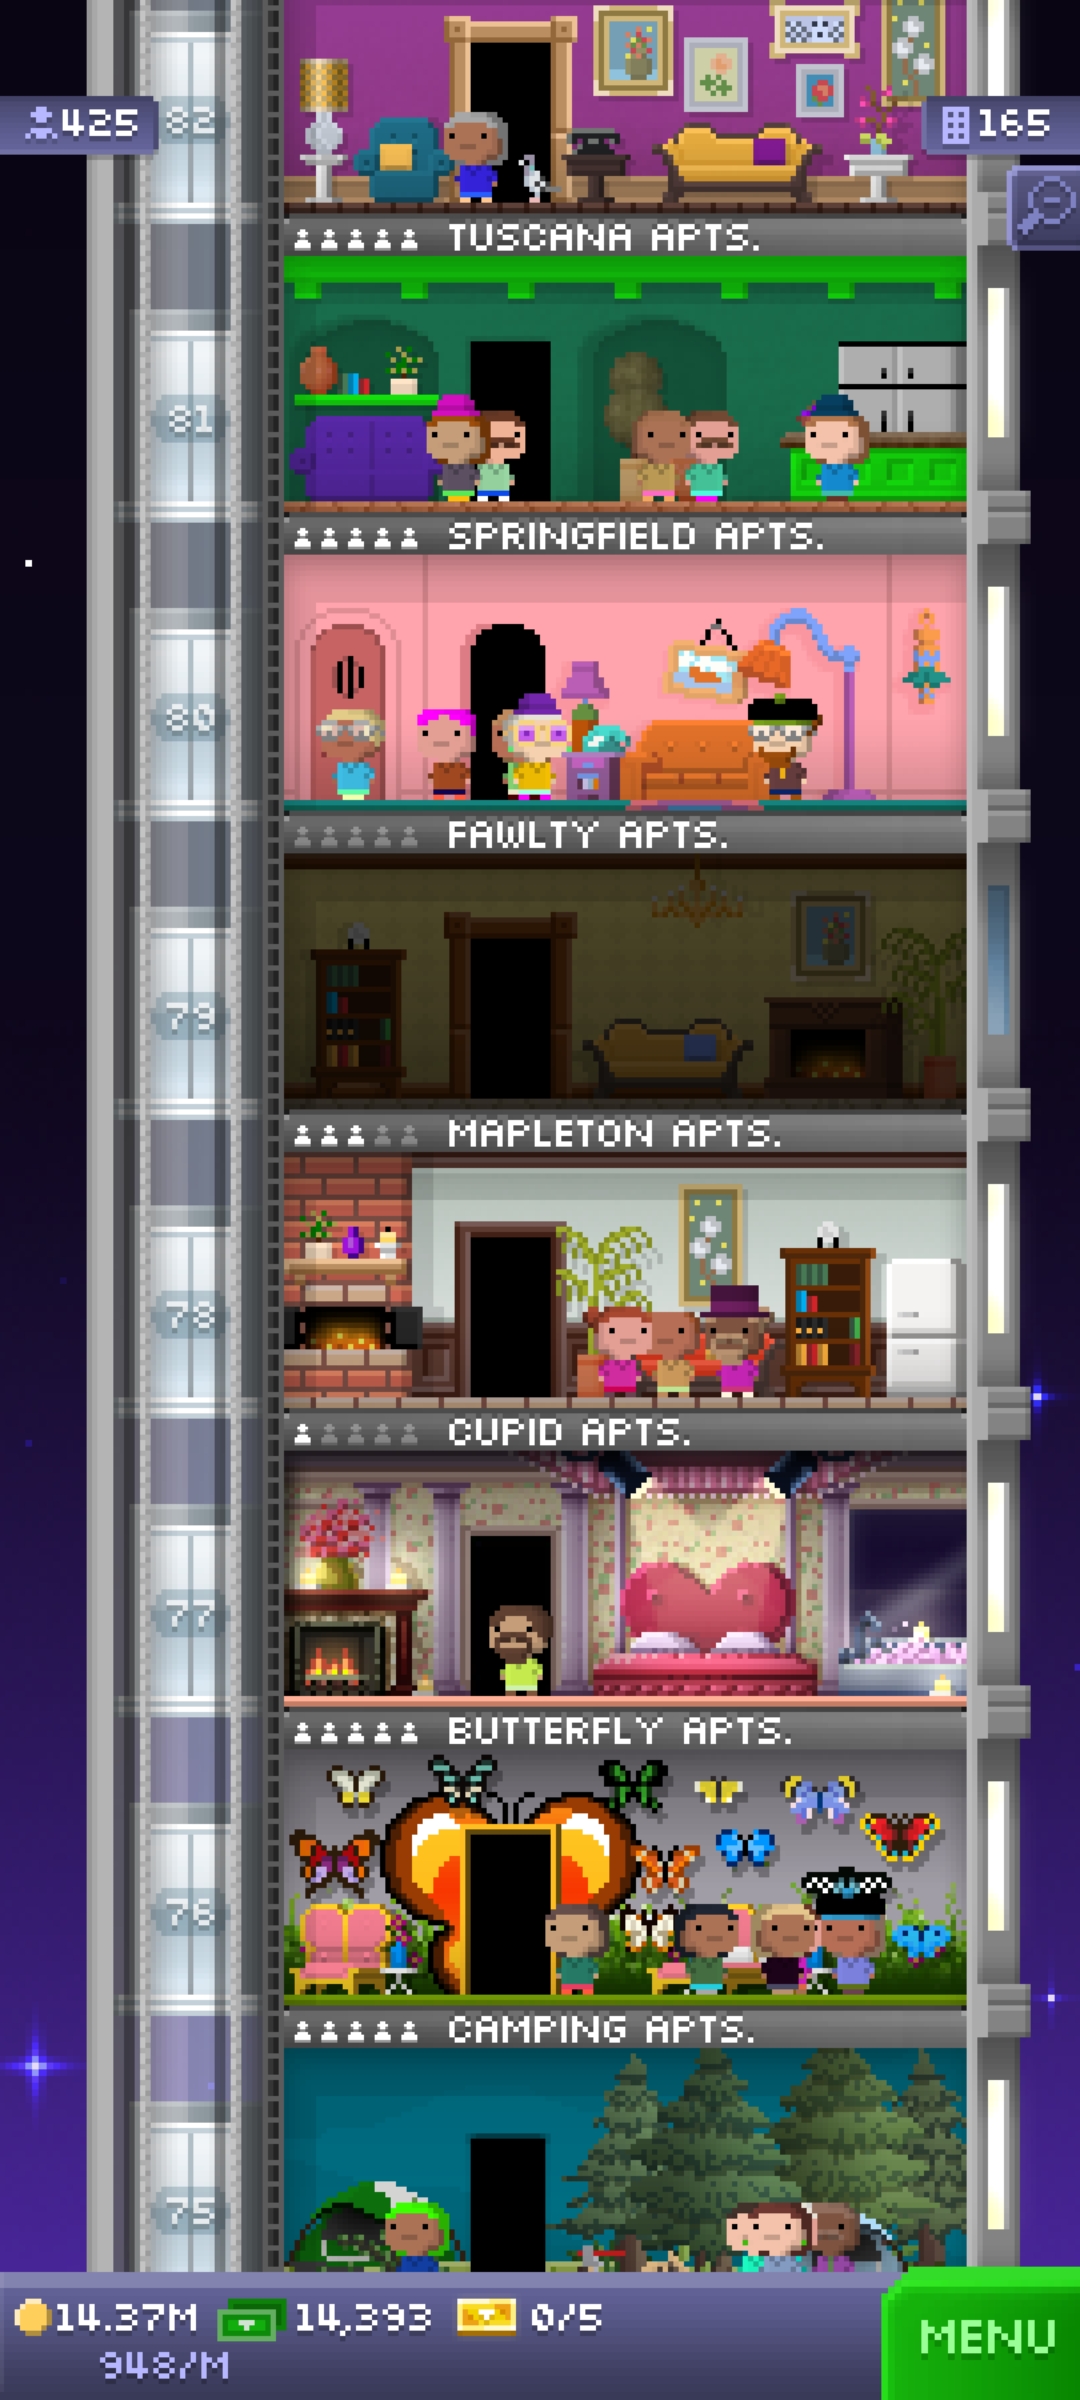 82
425
165
TUSCANA APTS.
81
SPRINGFIELD APTS.
80
FAWLTY APTS.
79
MAPLETON APTS.
78
CUPID APTS.
77
BUTTERFLY APTS.
76
CAMPING APTS.
75
14.37M 14,393 0/5
948/M
MENU